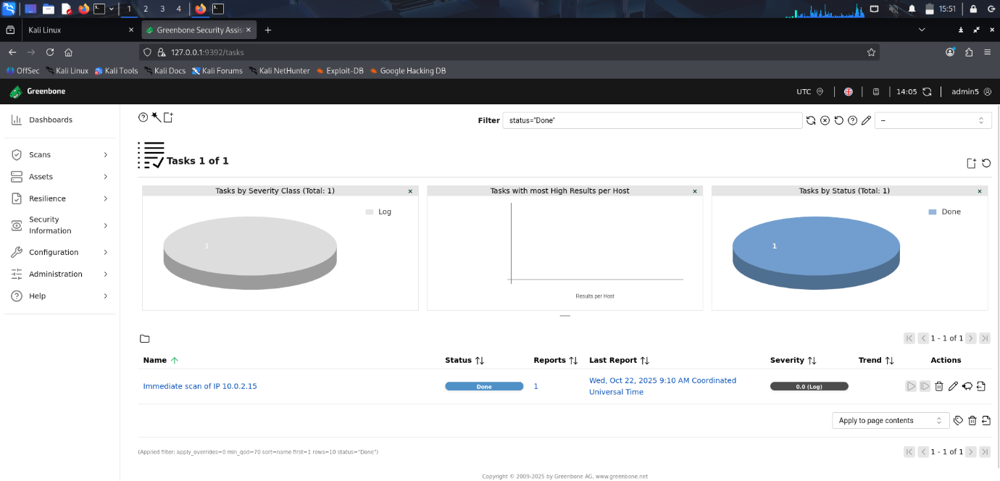 1 2 3 4 15:51
Kali Linux × Greenbone Security Assis × +
127.0.0.1:9392/tasks
OffSec Kali Linux Kali Tools Kali Docs Kali Forums Kali NetHunter Exploit-DB Google Hacking DB
Greenbone UTC 14:05 admin5
Dashboards
Scans
Assets
Resilience
Security
Information
Configuration
Administration
Help
Filter status="Done" --
Tasks 1 of 1
Tasks by Severity Class (Total: 1) ×
Log
1
Tasks with most High Results per Host ×
Results per Host
Tasks by Status (Total: 1) ×
Done
1
1 - 1 of 1
Name Status Reports Last Report Severity Trend Actions
Immediate scan of IP 10.0.2.15 Done 1 Wed, Oct 22, 2025 9:10 AM Coordinated
Universal Time 0.0 (Log)
Apply to page contents
(Applied filter: apply_overrides=0 min_qod=70 sort=name first=1 rows=10 status="Done") 1 - 1 of 1
Copyright © 2009-2025 by Greenbone AG, www.greenbone.net